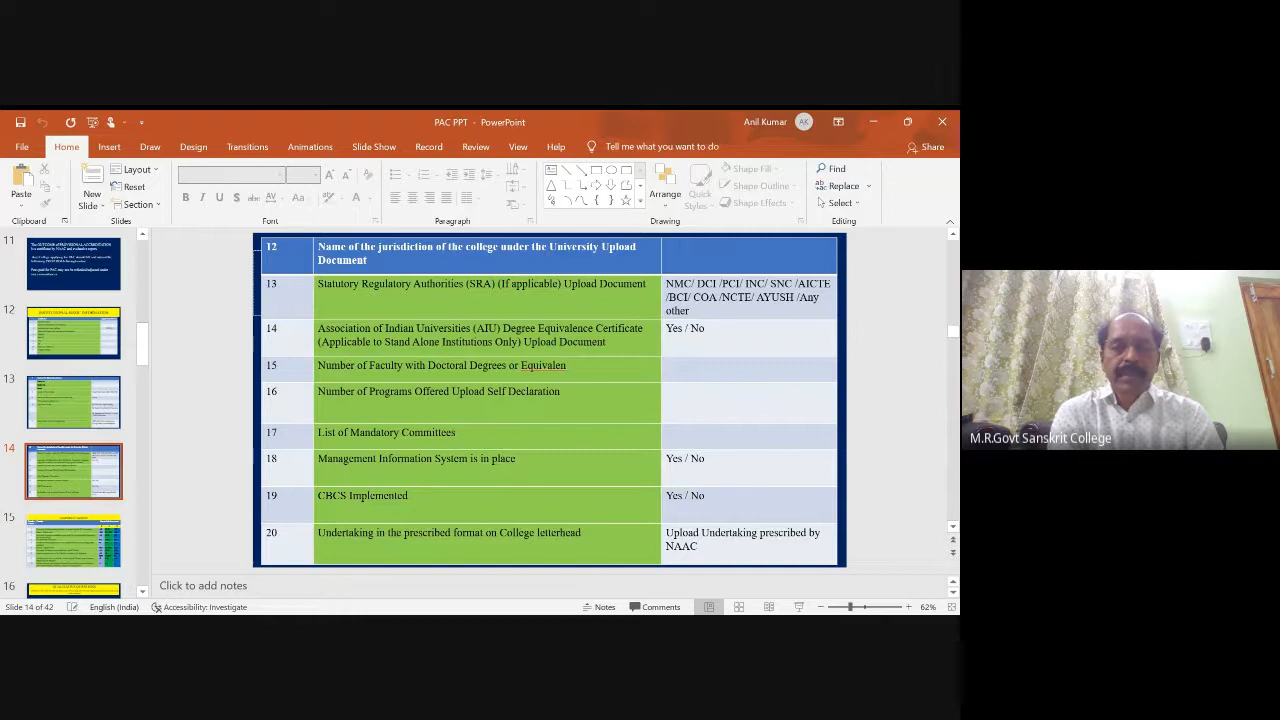 PAC PPT - PowerPoint
Anil Kumar AK
File Home Insert Draw Design Transitions Animations Slide Show Record Review View Help Tell me what you want to do Share
Paste
New Slide
Layout
Reset
Section
B I U S ab Aa A A
Arrange
Quick Styles
Shape Fill
Shape Outline
Shape Effects
Find
Replace
Select
Clipboard Slides Font Paragraph Drawing Editing
11
12
13
14
15
16
12 Name of the jurisdiction of the college under the University Upload
Document
13 Statutory Regulatory Authorities (SRA) (If applicable) Upload Document NMC/ DCI /PCI/ INC/ SNC /AICTE
/BCI/ COA /NCTE/ AYUSH /Any
other
14 Association of Indian Universities (AIU) Degree Equivalence Certificate Yes / No
(Applicable to Stand Alone Institutions Only) Upload Document
15 Number of Faculty with Doctoral Degrees or Equivalen
16 Number of Programs Offered Upload Self Declaration
17 List of Mandatory Committees
18 Management Information System is in place Yes / No
19 CBCS Implemented Yes / No
20 Undertaking in the prescribed format in College letterhead Upload Undertaking prescribed by
NAAC
M.R.Govt Sanskrit College
Click to add notes
Slide 14 of 42 English (India) Accessibility: Investigate Notes Comments 62%